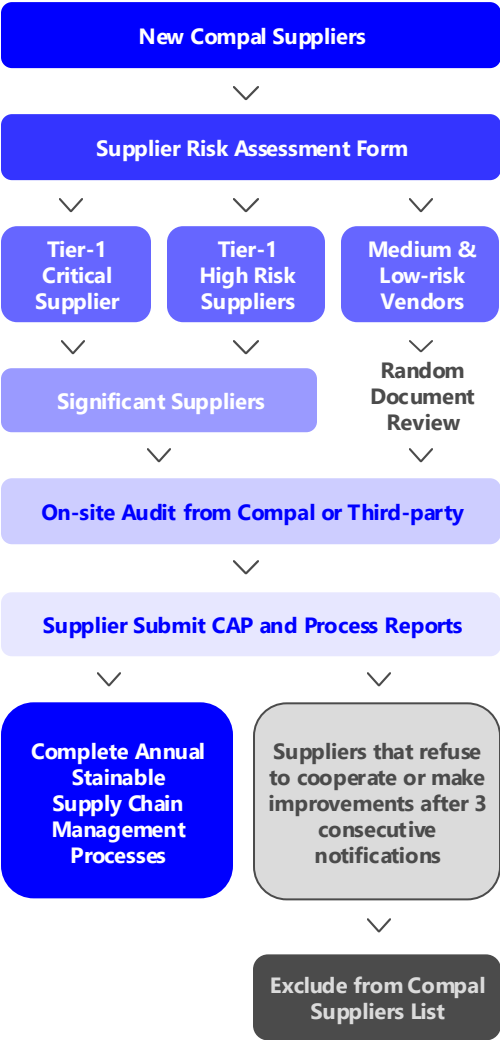 New Compal Suppliers
Supplier Risk Assessment Form
Tier-1
Critical
Supplier
Tier-1
High Risk
Suppliers
Medium &
Low-risk
Vendors
Significant Suppliers
Random
Document
Review
On-site Audit from Compal or Third-party
Supplier Submit CAP and Process Reports
Complete Annual
Stainable
Supply Chain
Management
Processes
Suppliers that refuse
to cooperate or make
improvements after 3
consecutive
notifications
Exclude from Compal
Suppliers List